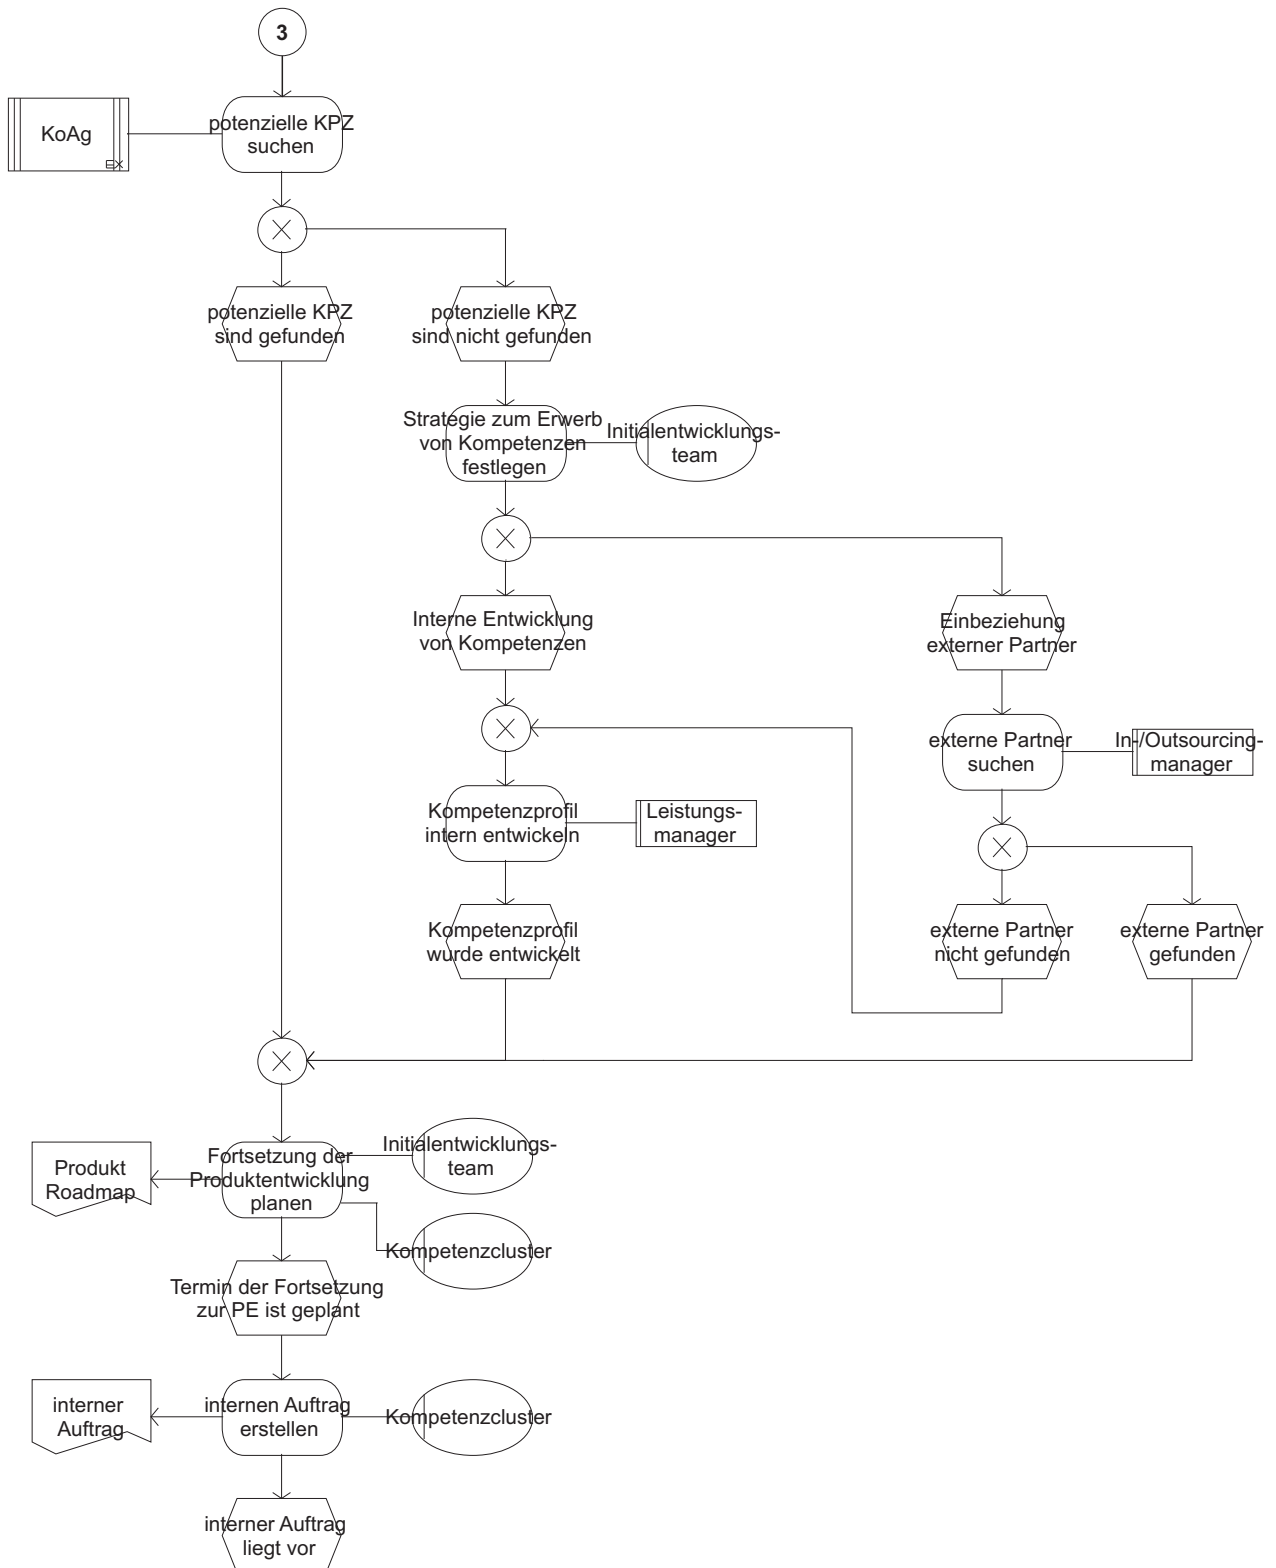 3
KoAg
potenzielle KPZ
suchen
potenzielle KPZ
sind gefunden
potenzielle KPZ
sind nicht gefunden
Strategie zum Erwerb
von Kompetenzen
festlegen
Initialentwicklungs-
team
Interne Entwicklung
von Kompetenzen
Einbeziehung
externer Partner
externe Partner
suchen
In-/Outsourcing-
manager
Kompetenzprofil
intern entwickeln
Leistungs-
manager
Kompetenzprofil
wurde entwickelt
externe Partner
nicht gefunden
externe Partner
gefunden
Produkt
Roadmap
Fortsetzung der
Produktentwicklung
planen
Initialentwicklungs-
team
Kompetenzcluster
Termin der Fortsetzung
zur PE ist geplant
interner
Auftrag
internen Auftrag
erstellen
Kompetenzcluster
interner Auftrag
liegt vor